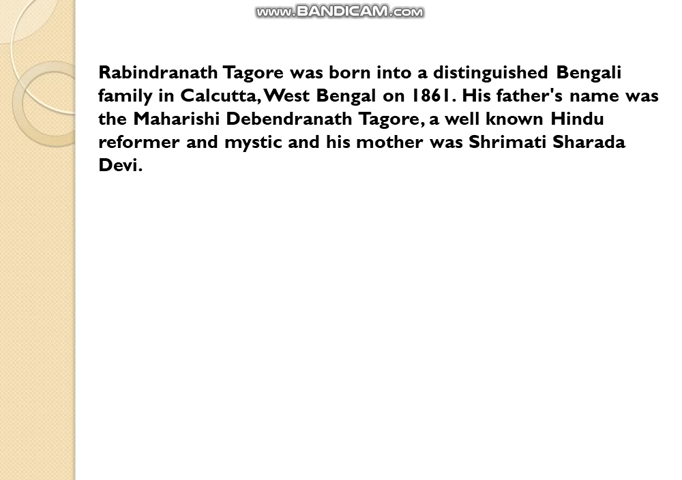 www.BANDICAM.com
Rabindranath Tagore was born into a distinguished Bengali
family in Calcutta, West Bengal on 1861. His father's name was
the Maharishi Debendranath Tagore, a well known Hindu
reformer and mystic and his mother was Shrimati Sharada
Devi.